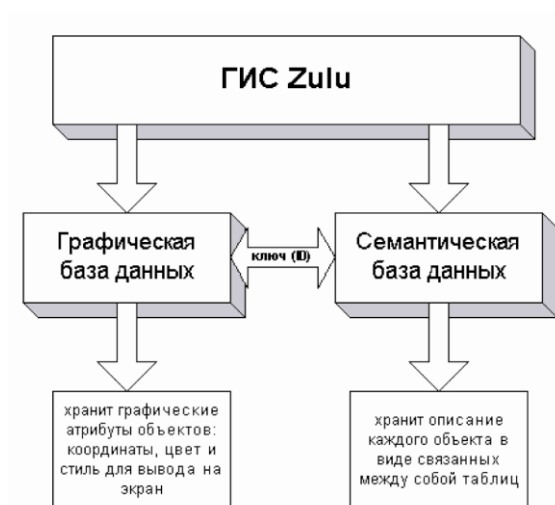 ГИС Zulu
Графическая
база данных
ключ (ID)
Семантическая
база данных
хранит графические
атрибуты объектов:
координаты, цвет и
стиль для вывода на
экран
хранит описание
каждого объекта в
виде связанных
между собой таблиц